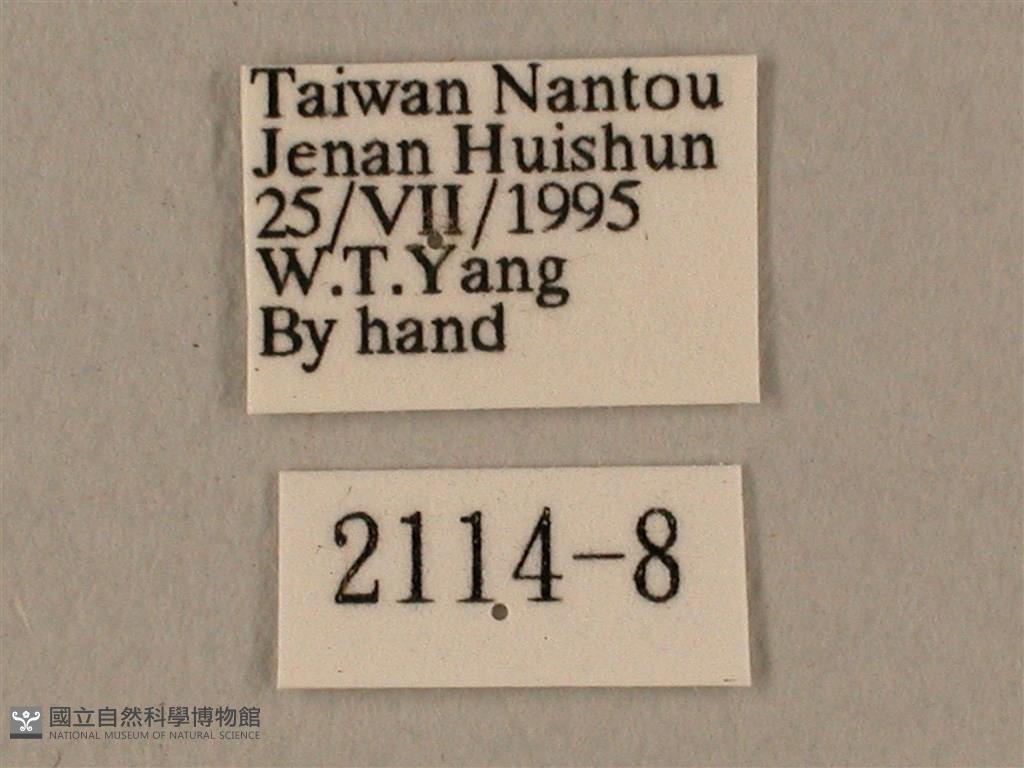 Taiwan Nantou
Jenan Huishun
25/VII/1995
W.T.Yang
By hand
2114-8
國立自然科學博物館
NATIONAL MUSEUM OF NATURAL SCIENCE